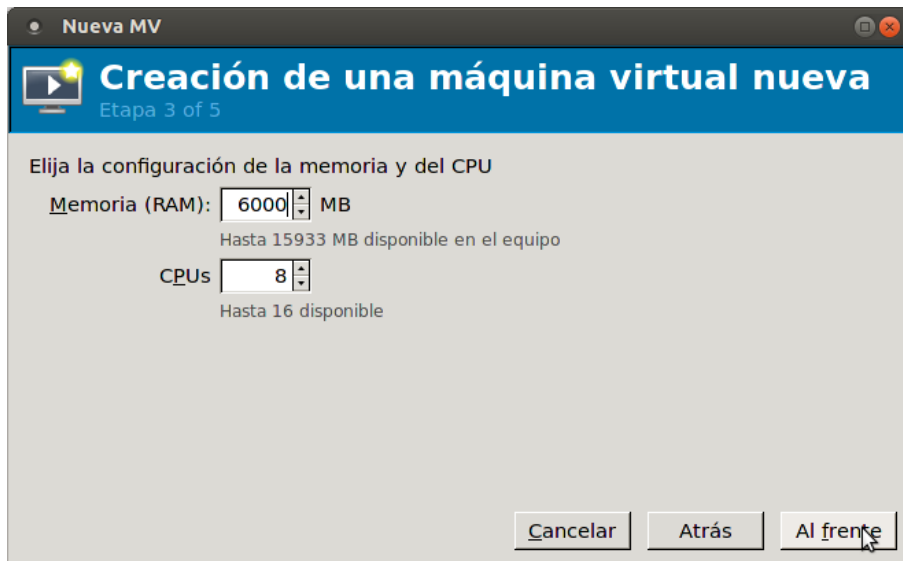 Nueva MV
Creación de una máquina virtual nueva
Etapa 3 of 5
Elija la configuración de la memoria y del CPU
Memoria (RAM): 6000 MB
Hasta 15933 MB disponible en el equipo
CPUs 8
Hasta 16 disponible
Cancelar Atrás Al frente